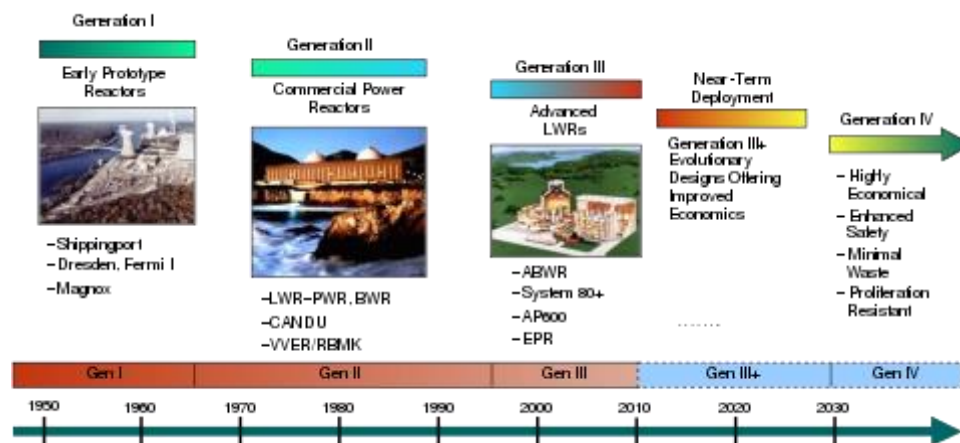 Generation I
Early Prototype
Reactors
-Shippingport
-Dresden, Fermi I
-Magnox
Generation II
Commercial Power
Reactors
-LWR-PWR, BWR
-CANDU
-VVER/RBMK
Generation III
Advanced
LWRs
-ABWR
-System 80+
-AP600
-EPR
Near-Term
Deployment
Generation III+
Evolutionary
Designs Offering
Improved
Economics
........
Generation IV
- Highly
Economical
- Enhanced
Safety
- Minimal
Waste
- Proliferation
Resistant
Gen I
Gen II
Gen III
Gen III+
Gen IV
1950
1960
1970
1980
1990
2000
2010
2020
2030